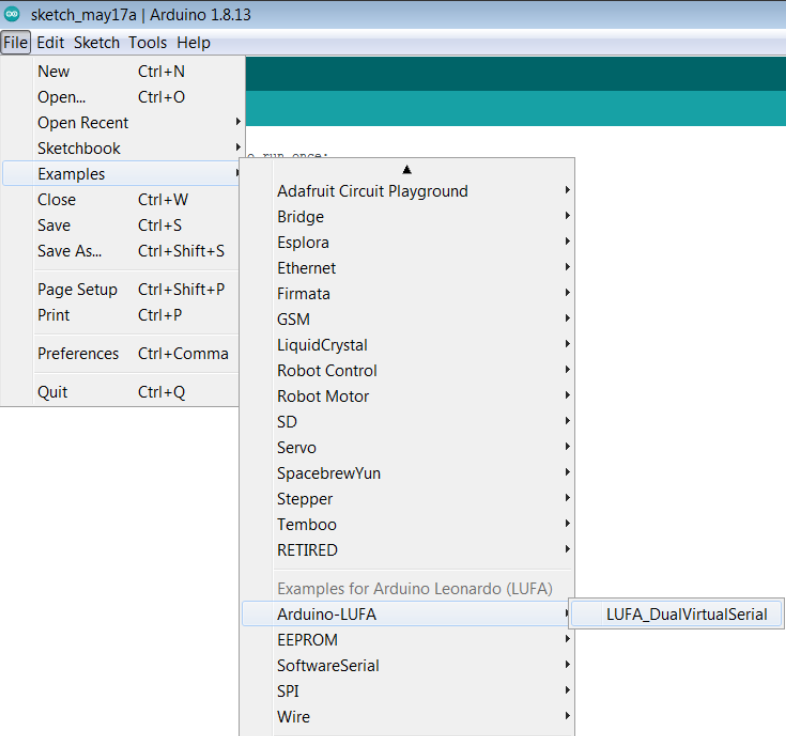 sketch_may17a | Arduino 1.8.13
File Edit Sketch Tools Help
New Ctrl+N
Open... Ctrl+O
Open Recent
Sketchbook
Examples
Close Ctrl+W
Save Ctrl+S
Save As... Ctrl+Shift+S
Page Setup Ctrl+Shift+P
Print Ctrl+P
Preferences Ctrl+Comma
Quit Ctrl+Q
run once:
Adafruit Circuit Playground
Bridge
Esplora
Ethernet
Firmata
GSM
LiquidCrystal
Robot Control
Robot Motor
SD
Servo
SpacebrewYun
Stepper
Temboo
RETIRED
Examples for Arduino Leonardo (LUFA)
Arduino-LUFA
EEPROM
SoftwareSerial
SPI
Wire
LUFA_DualVirtualSerial